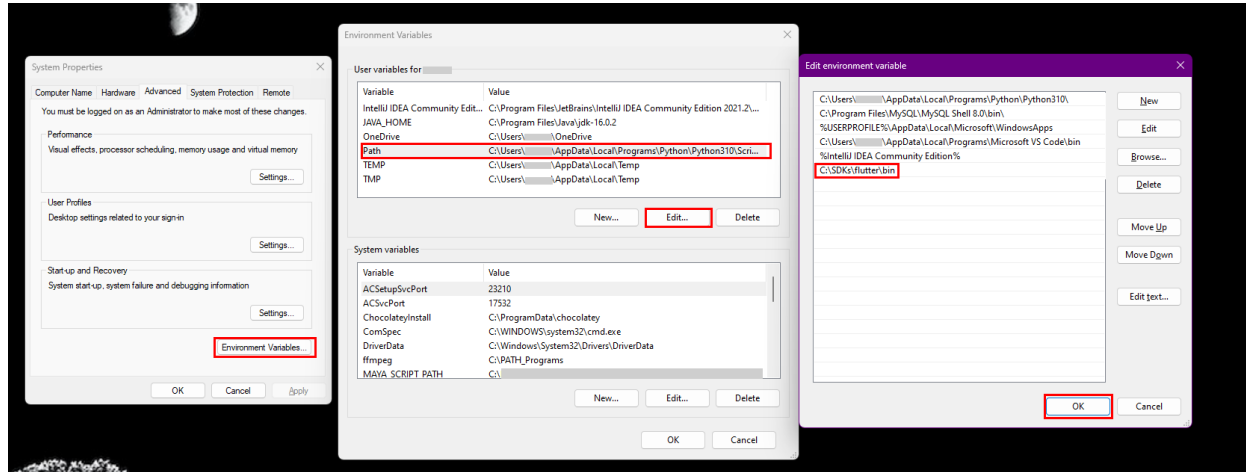 System Properties
Computer Name Hardware Advanced System Protection Remote
You must be logged on as an Administrator to make most of these changes.
Performance
Visual effects, processor scheduling, memory usage and virtual memory
Settings...
User Profiles
Desktop settings related to your sign-in
Settings...
Start-up and Recovery
System start-up, system failure and debugging information
Settings...
Environment Variables...
OK Cancel Apply
Environment Variables
User variables for
Variable Value
IntelliJ IDEA Community Edit... C:\Program Files\JetBrains\IntelliJ IDEA Community Edition 2021.2\...
JAVA_HOME C:\Program Files\Java\jdk-16.0.2
OneDrive C:\Users\ \OneDrive
Path C:\Users\ \AppData\Local\Programs\Python\Python310\Scri...
TEMP C:\Users\ \AppData\Local\Temp
TMP C:\Users\ \AppData\Local\Temp
New... Edit... Delete
System variables
Variable Value
ACSetupSvcPort 23210
ACSvcPort 17532
ChocolateyInstall C:\ProgramData\chocolatey
ComSpec C:\WINDOWS\system32\cmd.exe
DriverData C:\Windows\System32\Drivers\DriverData
ffmpeg C:\PATH_Programs
MAYA_SCRIPT_PATH C:\
New... Edit... Delete
OK Cancel
Edit environment variable
C:\Users\ \AppData\Local\Programs\Python\Python310\
C:\Program Files\MySQL\MySQL Shell 8.0\bin\
%USERPROFILE%\AppData\Local\Microsoft\WindowsApps
C:\Users\ \AppData\Local\Programs\Microsoft VS Code\bin
%IntelliJ IDEA Community Edition%
C:\SDKs\flutter\bin
New
Edit
Browse...
Delete
Move Up
Move Down
Edit text...
OK Cancel